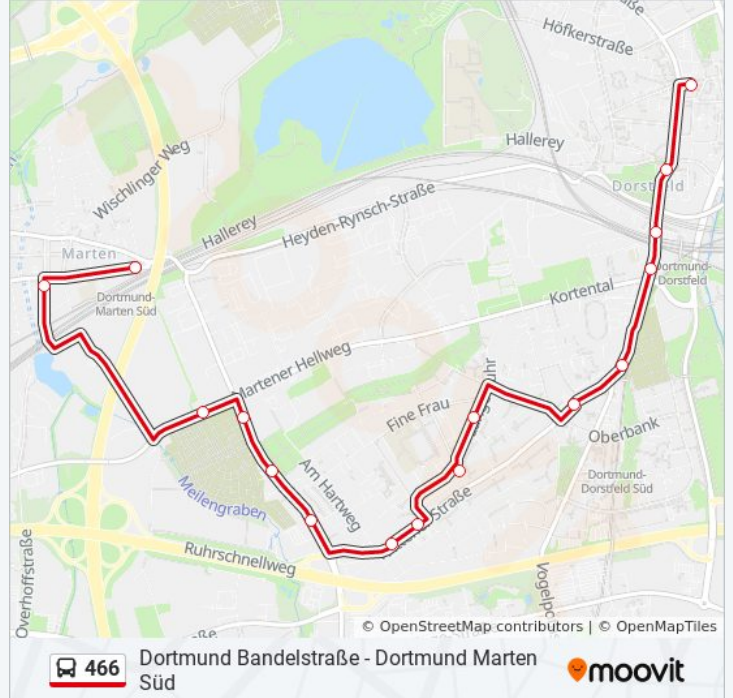 Höfkerstraße
Hallerey
Wischlinger Weg
Dorstfeld
Heyden-Rynsch-Straße
Hallerey
Marten
Dortmund-
Dorstfeld
Dortmund-
Marten Süd
Kortental
Martener Hellweg
Fine Frau
Oberbank
Am Hartweg
Dortmund-
Dorstfeld Süd
Meilengraben
Straße
Ruhrschnellweg
Overhoffstraße
© OpenStreetMap contributors | © OpenMapTiles
466
Dortmund Bandelstraße - Dortmund Marten
Süd
moovit